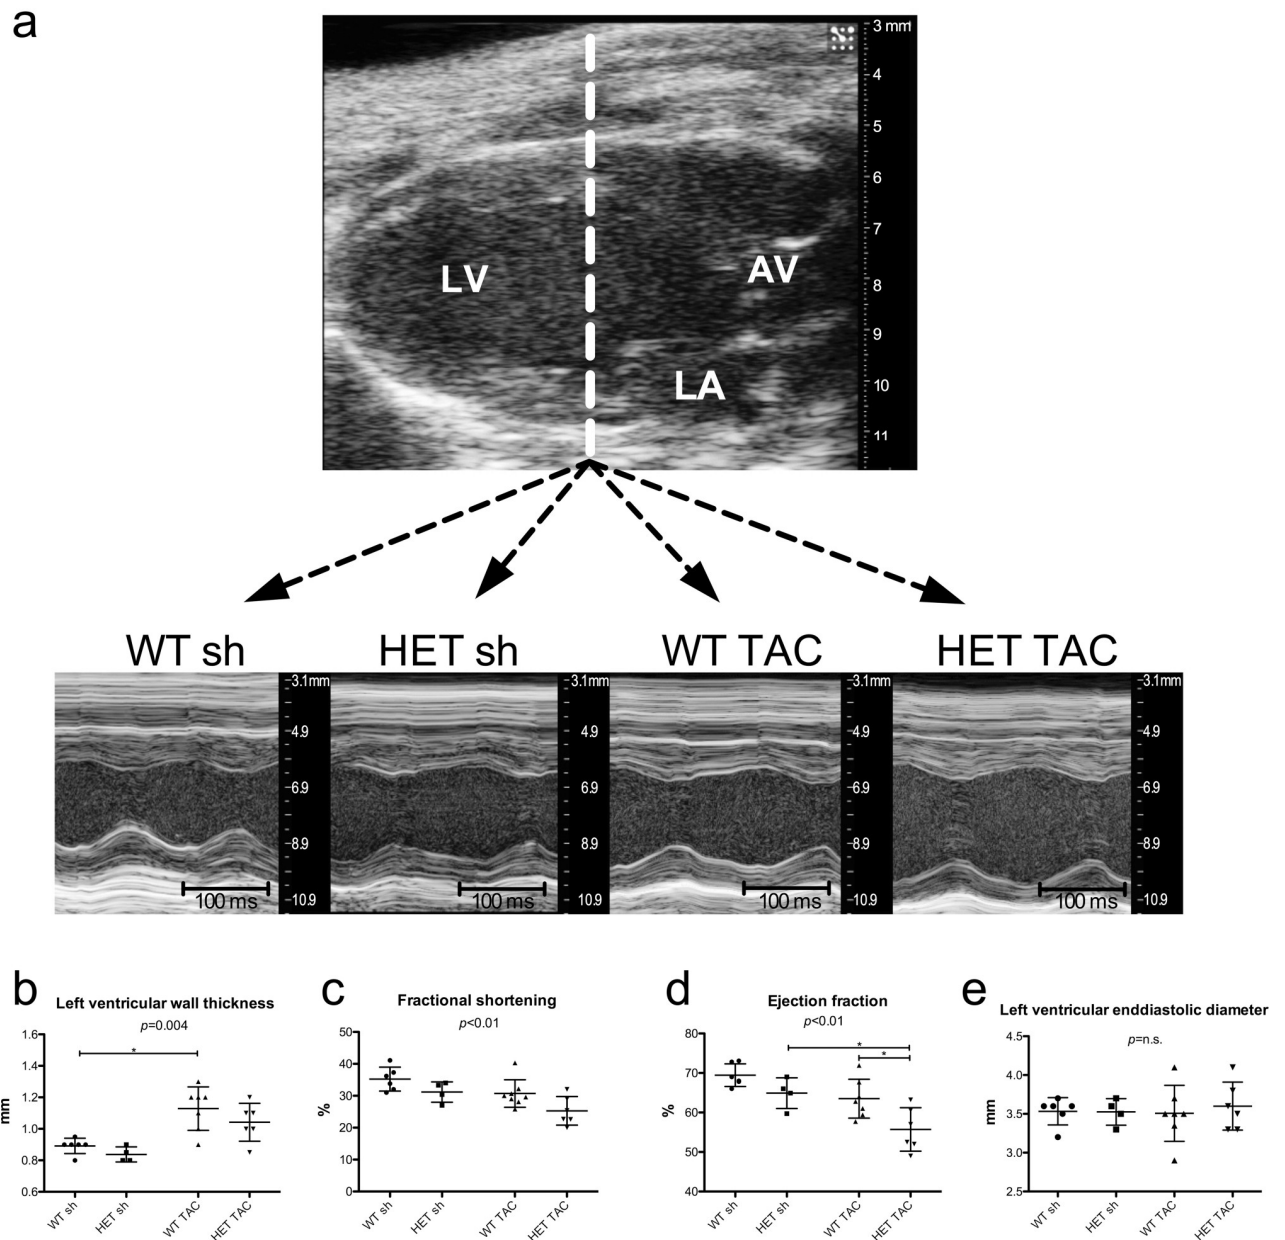 a
3 mm
4
5
6
7
8
9
10
11
LV
AV
LA
WT sh
HET sh
WT TAC
HET TAC
3.1mm
4.9
6.9
8.9
10.9
100 ms
3.1mm
4.9
6.9
8.9
10.9
100 ms
3.1mm
4.9
6.9
8.9
10.9
100 ms
3.1mm
4.9
6.9
8.9
10.9
100 ms
b
Left ventricular wall thickness
p=0.004
*
1.6
1.4
1.2
1.0
0.8
0.6
mm
WT sh
HET sh
WT TAC
HET TAC
c
Fractional shortening
p<0.01
50
40
30
20
10
0
%
WT sh
HET sh
WT TAC
HET TAC
d
Ejection fraction
p<0.01
*
*
80
70
60
50
40
%
WT sh
HET sh
WT TAC
HET TAC
e
Left ventricular enddiastolic diameter
p=n.s.
4.5
4.0
3.5
3.0
2.5
mm
WT sh
HET sh
WT TAC
HET TAC